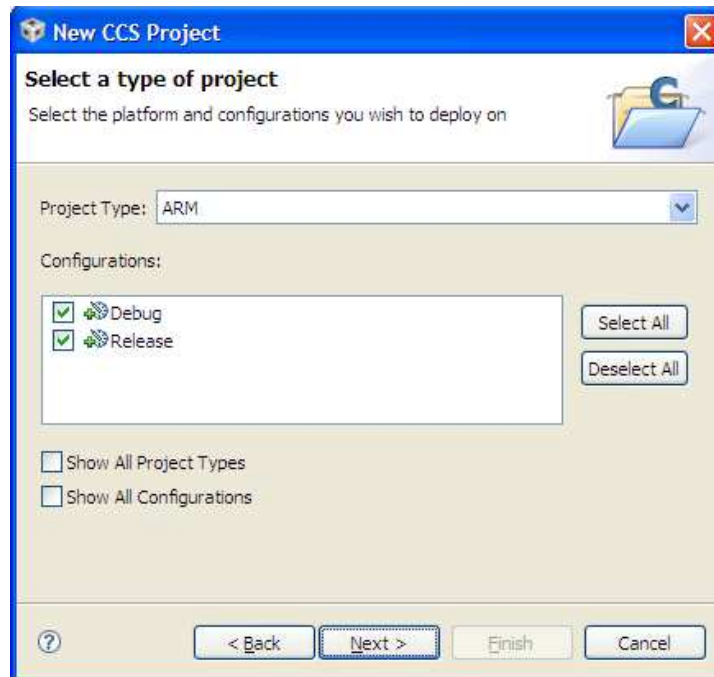 New CCS Project
Select a type of project
Select the platform and configurations you wish to deploy on
Project Type: ARM
Configurations:
Debug
Release
Select All
Deselect All
Show All Project Types
Show All Configurations
? < Back Next > Finish Cancel